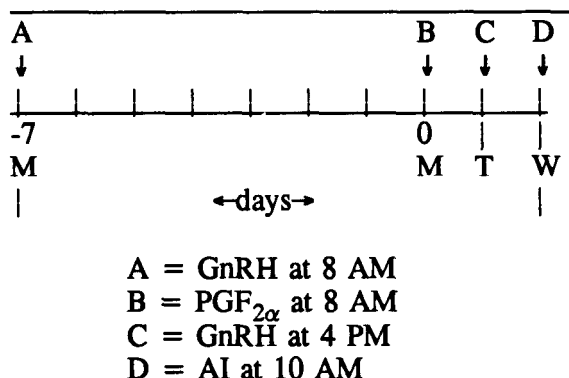 A B C D
-7 0
M M T W
days
A = GnRH at 8 AM
B = PGF2α at 8 AM
C = GnRH at 4 PM
D = AI at 10 AM